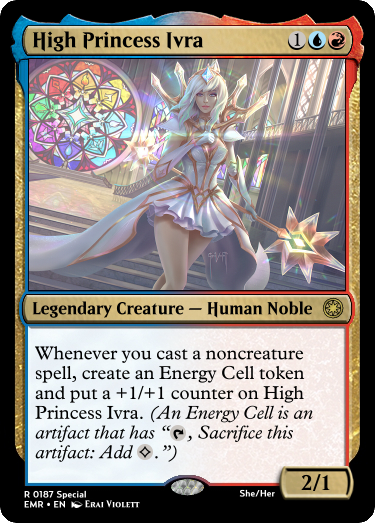 High Princess Ivra 1
Legendary Creature — Human Noble
Whenever you cast a noncreature
spell, create an Energy Cell token
and put a +1/+1 counter on High
Princess Ivra. (An Energy Cell is an
artifact that has “, Sacrifice this
artifact: Add .”)
2/1
R 0187 Special
She/Her
EMR • EN Erai Violett